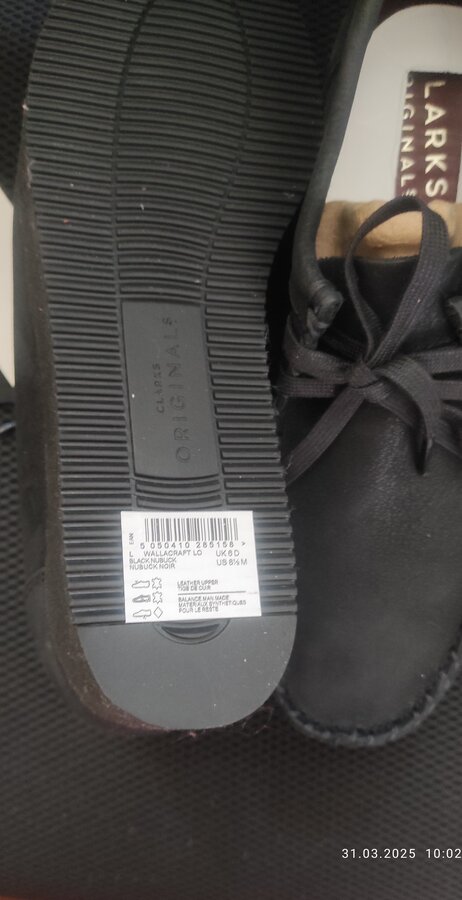 LARKS
ORIGINALS
CLARKS
ORIGINALS
EAN
5 050410 285158 >
L WALLACRAFT LO UK 6 D
BLACK NUBUCK US 8½ M
NUBUCK NOIR
LEATHER UPPER
TIGE DE CUIR
BALANCE MAN MADE
MATERIAUX SYNTHETIQUES
POUR LE RESTE
31.03.2025 10:02